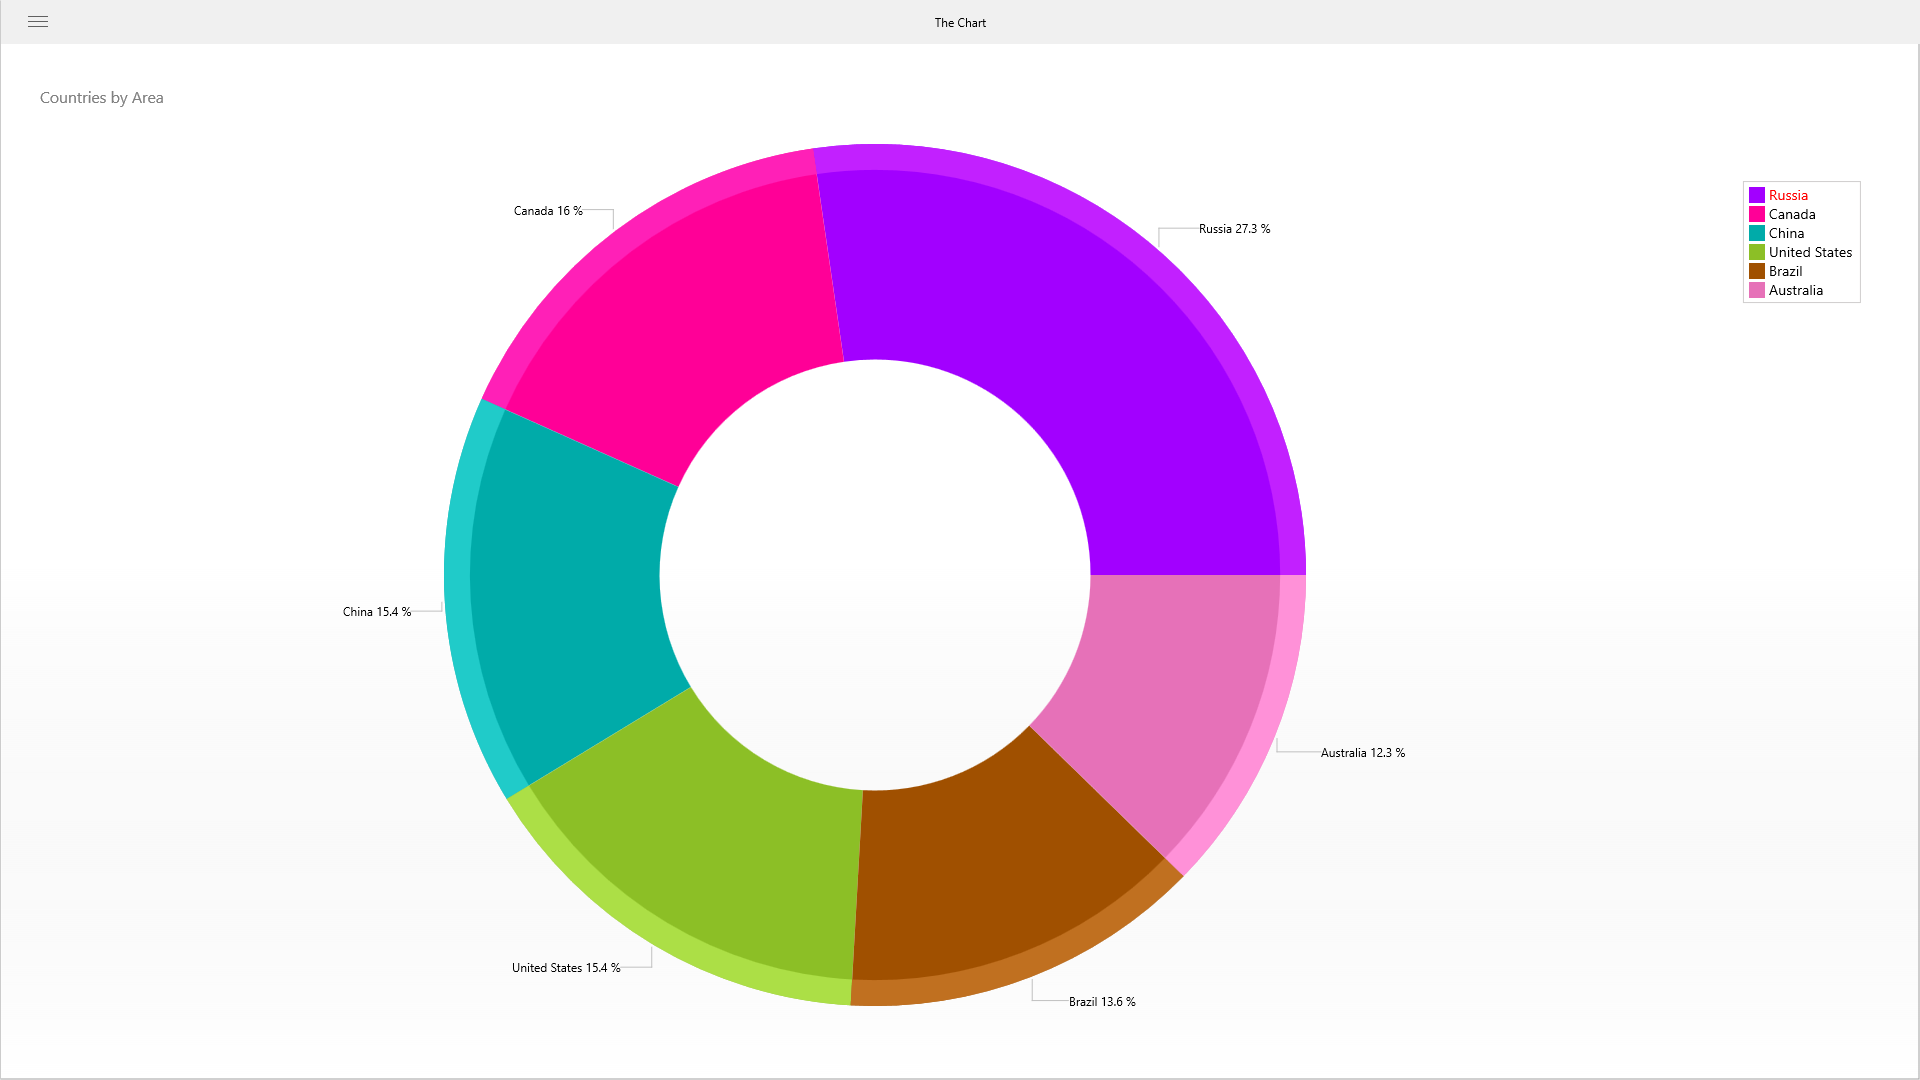 The Chart
Countries by Area
Canada 16 %
Russia 27.3 %
China 15.4 %
Australia 12.3 %
United States 15.4 %
Brazil 13.6 %
Russia
Canada
China
United States
Brazil
Australia